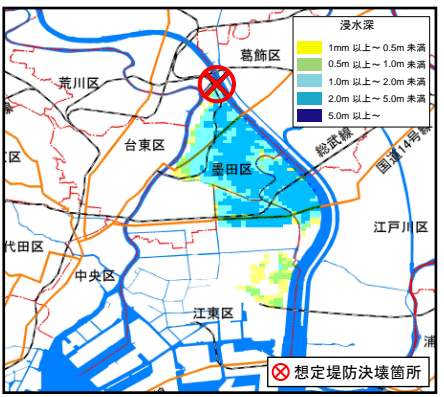 浸水深
1mm 以上～ 0.5m 未満
0.5m 以上～ 1.0m 未満
1.0m 以上～ 2.0m 未満
2.0m 以上～ 5.0m 未満
5.0m 以上～
葛飾区
荒川区
台東区
墨田区
総武線
国道14号線
区
江戸川区
代田区
中央区
江東区
浦
想定堤防決壊箇所